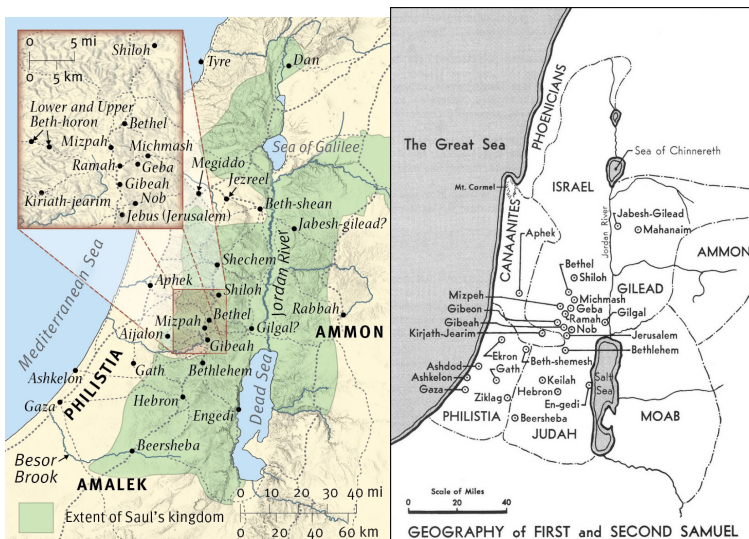 0 5 mi
0 5 km
Shiloh
Lower and Upper
Beth-horon
Bethel
Mizpah
Michmash
Ramah
Geba
Gibeah
Kiriath-jearim
Nob
Jebus (Jerusalem)
Tyre
Dan
Sea of Galilee
Megiddo
Jezreel
Beth-shean
Jabesh-gilead?
Mediterranean Sea
Shechem
Jordan River
Aphek
Shiloh
Rabbah
Bethel
Mizpah
Gilgal?
AMMON
Aijalon
Gibeah
PHILISTIA
Gath
Bethlehem
Ashkelon
Dead Sea
Hebron
Engedi
Gaza
Beersheba
Besor
Brook
AMALEK
0 20 40 mi
0 20 40 60 km
Extent of Saul's kingdom
PHOENICIANS
The Great Sea
Sea of Chinnereth
Mt. Carmel
ISRAEL
CANAANITES
Jordan River
Jabesh-Gilead
Mahanaim
Aphek
AMMON
Bethel
Shiloh
GILEAD
Mizpeh
Michmash
Geba
Gibeon
Ramah
Gilgal
Gibeah
Nob
Kirjath-Jearim
Jerusalem
Bethlehem
Ekron
Beth-shemesh
Ashdod
Gath
Ashkelon
Keilah
Salt
Sea
Gaza
Hebron
En-gedi
Ziklag
MOAB
PHILISTIA
Beersheba
JUDAH
Scale of Miles
0 20 40
GEOGRAPHY of FIRST and SECOND SAMUEL